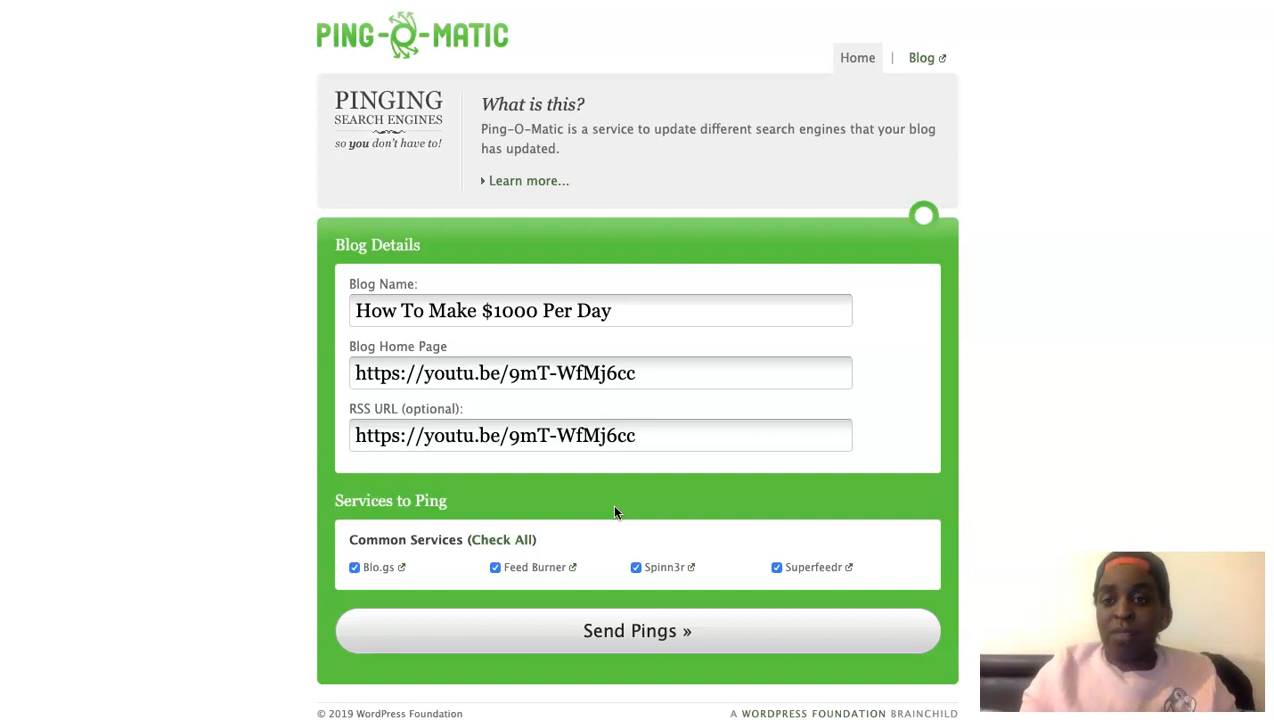 PING-O-MATIC
Home | Blog
PINGING
SEARCH ENGINES
so you don't have to!
What is this?
Ping-O-Matic is a service to update different search engines that your blog
has updated.
Learn more...
Blog Details
Blog Name:
How To Make $1000 Per Day
Blog Home Page
https://youtu.be/9mT-WfMj6cc
RSS URL (optional):
https://youtu.be/9mT-WfMj6cc
Services to Ping
Common Services (Check All)
Blo.gs Feed Burner Spinn3r Superfeedr
Send Pings »
© 2019 WordPress Foundation A WORDPRESS FOUNDATION BRAINCHILD